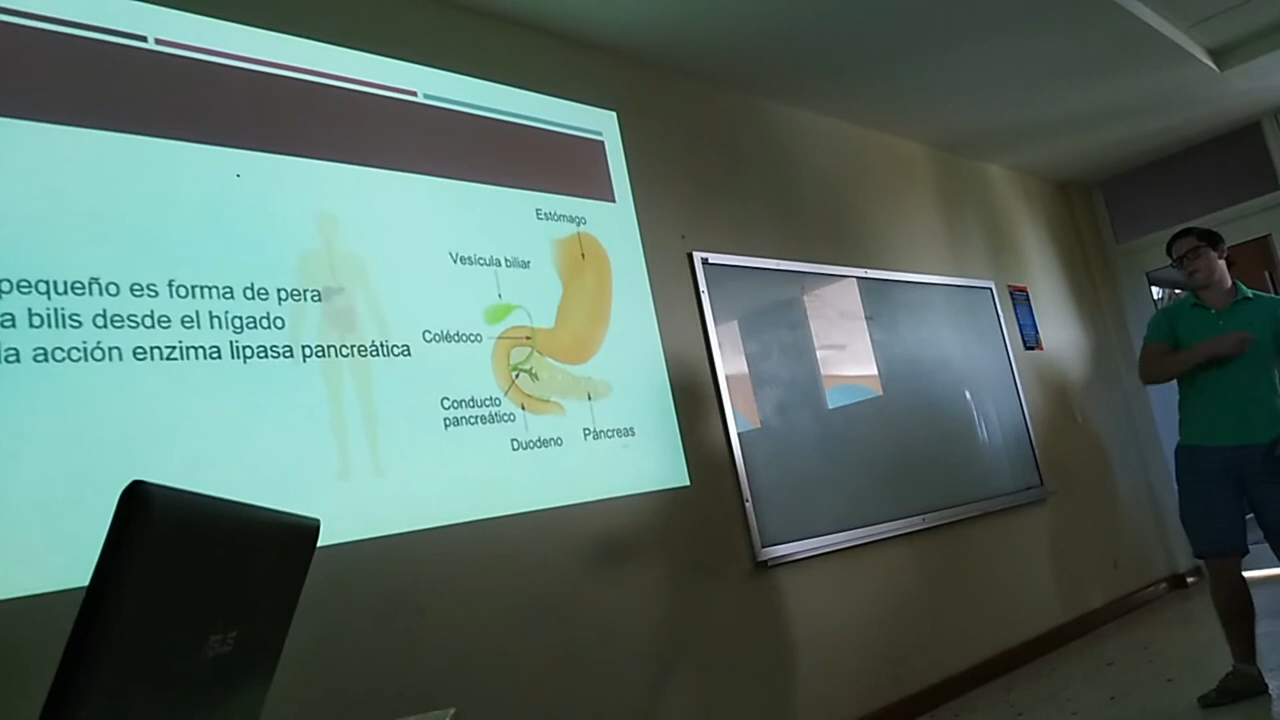 pequeño es forma de pera
a bilis desde el hígado
la acción enzima lipasa pancreática
Estómago
Vesícula biliar
Colédoco
Conducto
pancreático
Duodeno
Páncreas